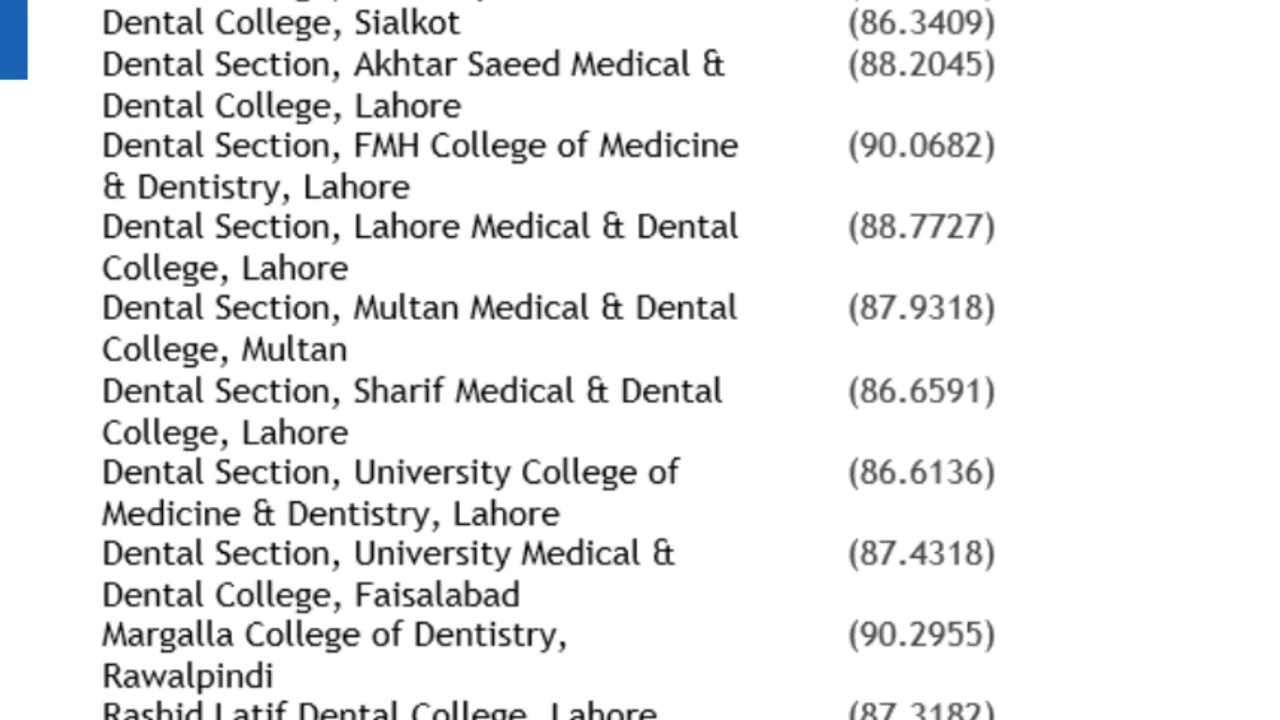 Dental College, Sialkot (86.3409)
Dental Section, Akhtar Saeed Medical & (88.2045)
Dental College, Lahore
Dental Section, FMH College of Medicine (90.0682)
& Dentistry, Lahore
Dental Section, Lahore Medical & Dental (88.7727)
College, Lahore
Dental Section, Multan Medical & Dental (87.9318)
College, Multan
Dental Section, Sharif Medical & Dental (86.6591)
College, Lahore
Dental Section, University College of (86.6136)
Medicine & Dentistry, Lahore
Dental Section, University Medical & (87.4318)
Dental College, Faisalabad
Margalla College of Dentistry, (90.2955)
Rawalpindi
Rashid Latif Dental College, Lahore (87.3182)